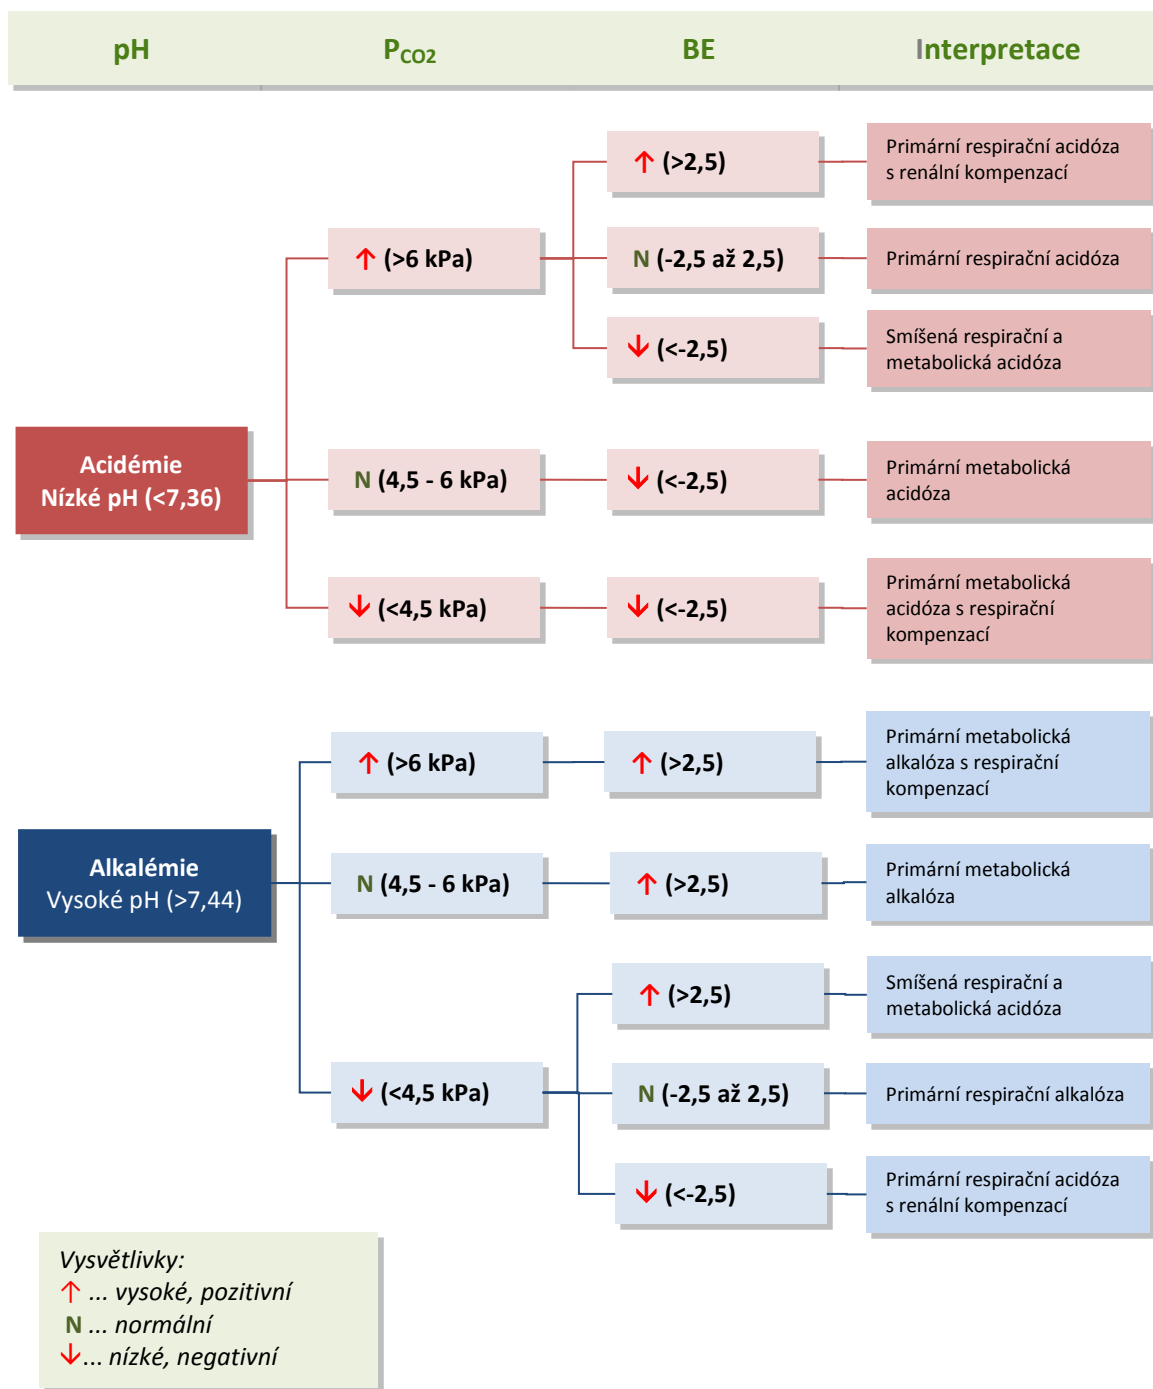 pH
PCO2
BE
Interpretace
↑ (>6 kPa)
↑ (>2,5)
Primární respirační acidóza
s renální kompenzací
N (-2,5 až 2,5)
Primární respirační acidóza
↓ (<-2,5)
Smíšená respirační a
metabolická acidóza
Acidémie
Nízké pH (<7,36)
N (4,5 - 6 kPa)
↓ (<-2,5)
Primární metabolická
acidóza
↓ (<4,5 kPa)
↓ (<-2,5)
Primární metabolická
acidóza s respirační
kompenzací
↑ (>6 kPa)
↑ (>2,5)
Primární metabolická
alkalóza s respirační
kompenzací
Alkalémie
Vysoké pH (>7,44)
N (4,5 - 6 kPa)
↑ (>2,5)
Primární metabolická
alkalóza
↓ (<4,5 kPa)
↑ (>2,5)
Smíšená respirační a
metabolická acidóza
N (-2,5 až 2,5)
Primární respirační alkalóza
↓ (<-2,5)
Primární respirační acidóza
s renální kompenzací
Vysvětlivky:
↑ ... vysoké, pozitivní
N ... normální
↓... nízké, negativní